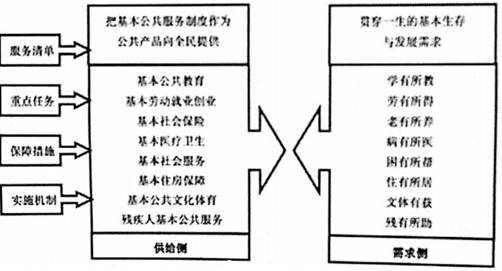 服务清单
重点任务
保障措施
实施机制
把基本公共服务制度作为
公共产品向全民提供
基本公共教育
基本劳动就业创业
基本社会保险
基本医疗卫生
基本社会服务
基本住房保障
基本公共文化体育
残疾人基本公共服务
供给侧
贯穿一生的基本生存
与发展需求
学有所教
劳有所得
老有所养
病有所医
困有所帮
住有所居
文体有获
残有所助
需求侧